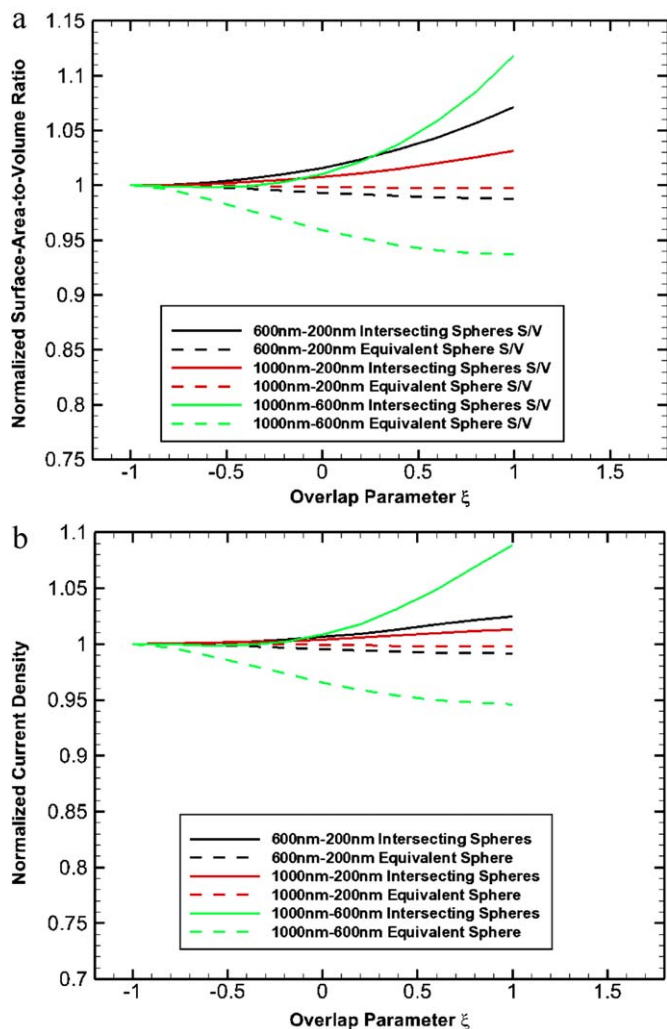 a
Normalized Surface-Area-to-Volume Ratio
1.15
1.1
1.05
1
0.95
0.9
0.85
0.8
0.75
600nm-200nm Intersecting Spheres S/V
600nm-200nm Equivalent Sphere S/V
1000nm-200nm Intersecting Spheres S/V
1000nm-200nm Equivalent Sphere S/V
1000nm-600nm Intersecting Spheres S/V
1000nm-600nm Equivalent Sphere S/V
-1 -0.5 0 0.5 1 1.5
Overlap Parameter ξ
b
Normalized Current Density
1.1
1.05
1
0.95
0.9
0.85
0.8
0.75
0.7
600nm-200nm Intersecting Spheres
600nm-200nm Equivalent Sphere
1000nm-200nm Intersecting Spheres
1000nm-200nm Equivalent Sphere
1000nm-600nm Intersecting Spheres
1000nm-600nm Equivalent Sphere
-1 -0.5 0 0.5 1 1.5
Overlap Parameter ξ